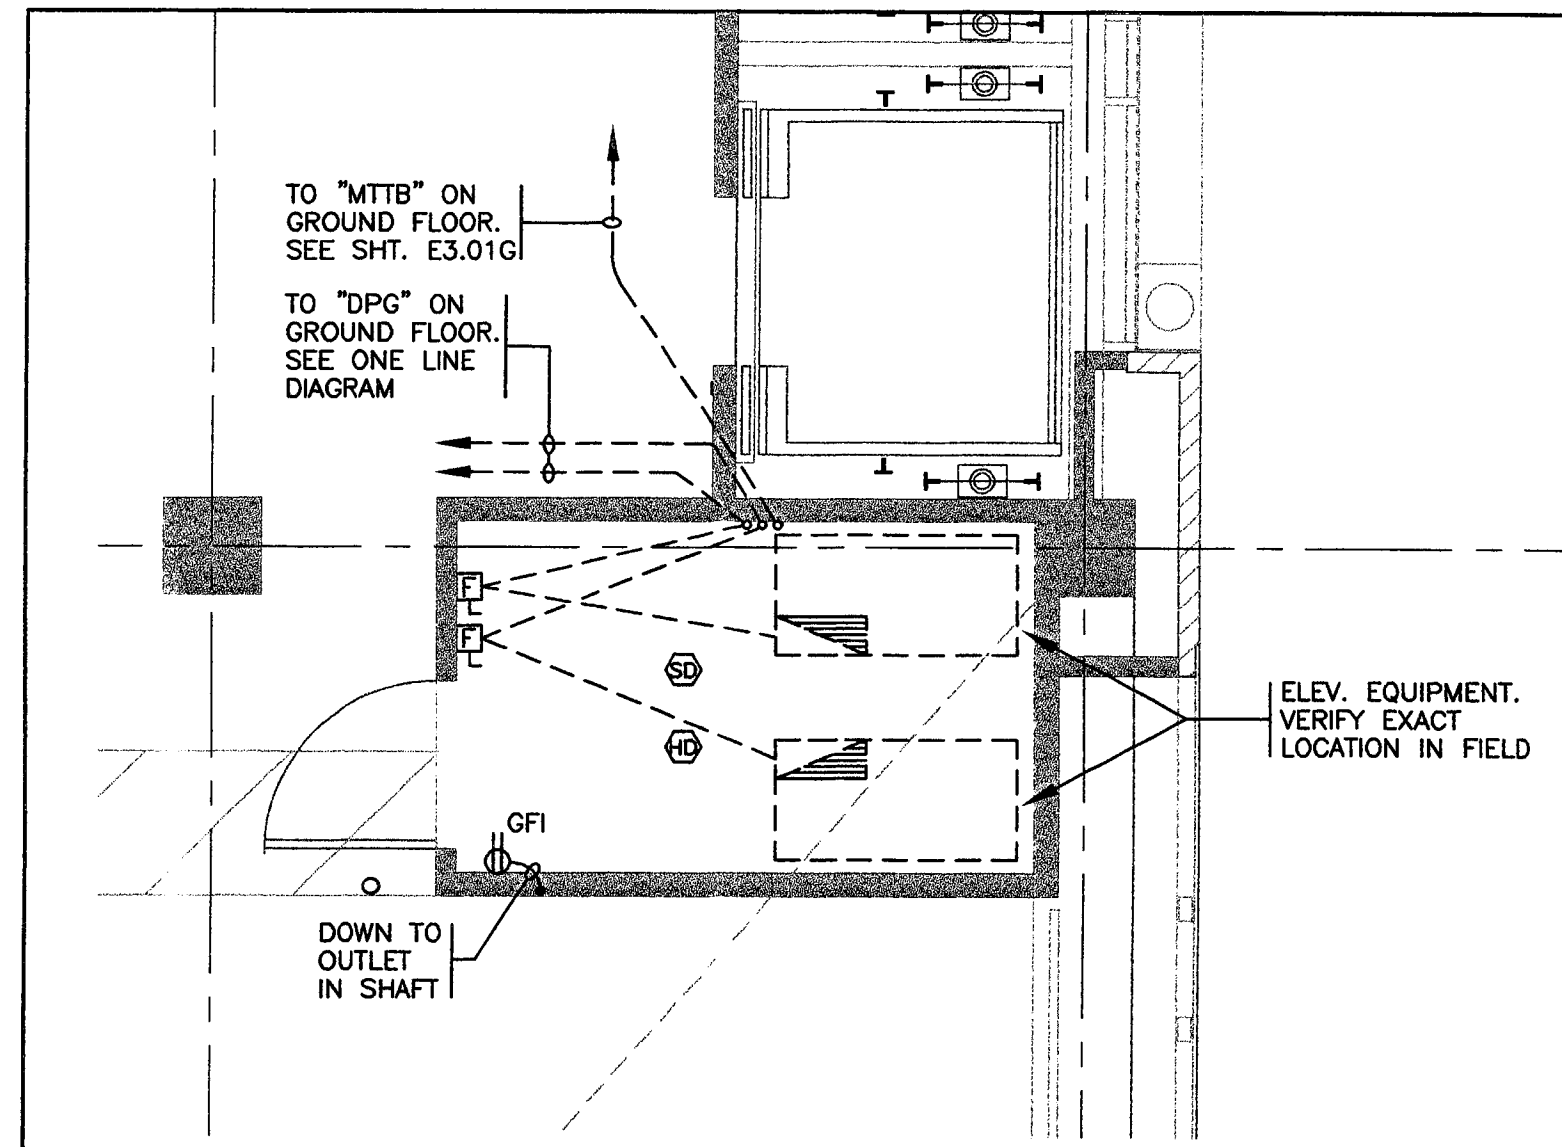 TO "MTTB" ON
GROUND FLOOR.
SEE SHT. E3.01G
TO "DPG" ON
GROUND FLOOR.
SEE ONE LINE
DIAGRAM
F
F
SD
HD
GFI
ELEV. EQUIPMENT.
VERIFY EXACT
LOCATION IN FIELD
DOWN TO
OUTLET
IN SHAFT